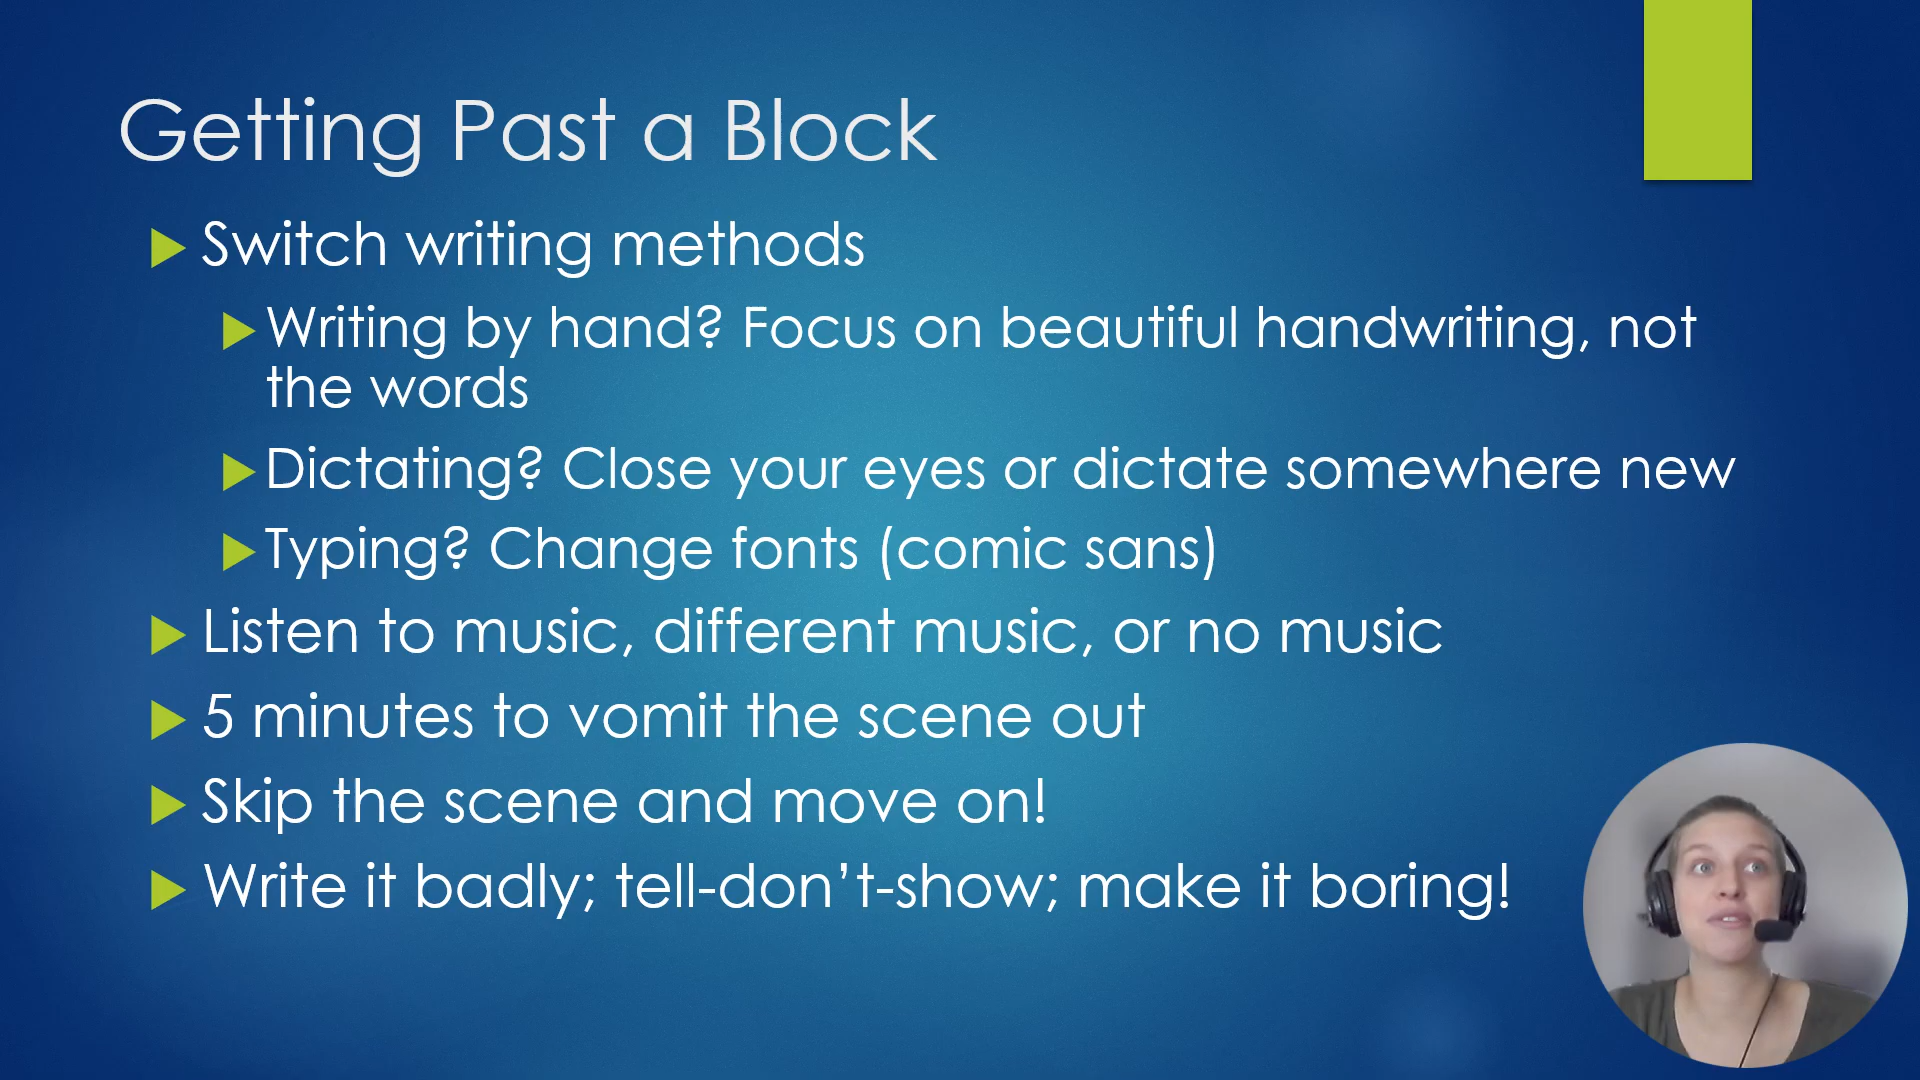 Getting Past a Block
Switch writing methods
Writing by hand? Focus on beautiful handwriting, not
the words
Dictating? Close your eyes or dictate somewhere new
Typing? Change fonts (comic sans)
Listen to music, different music, or no music
5 minutes to vomit the scene out
Skip the scene and move on!
Write it badly; tell-don’t-show; make it boring!